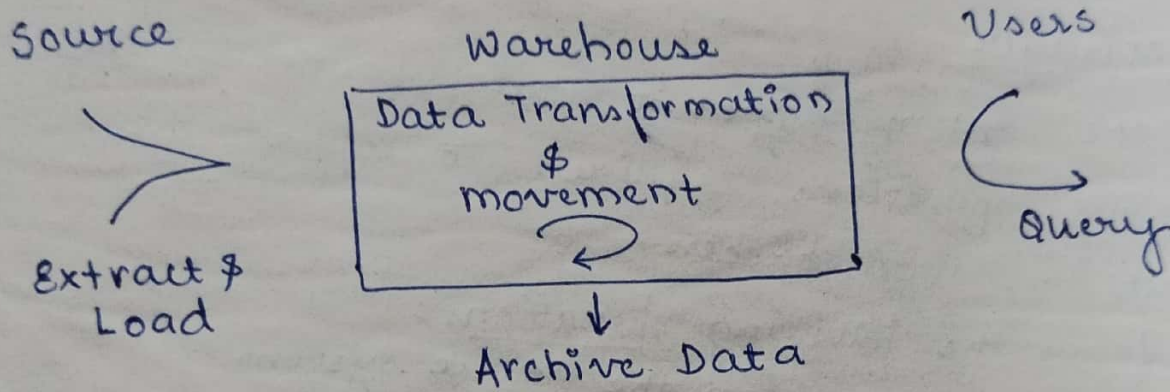 Source
Warehouse
Users
Data Transformation
$
movement
Query
Extract $
Load
Archive Data